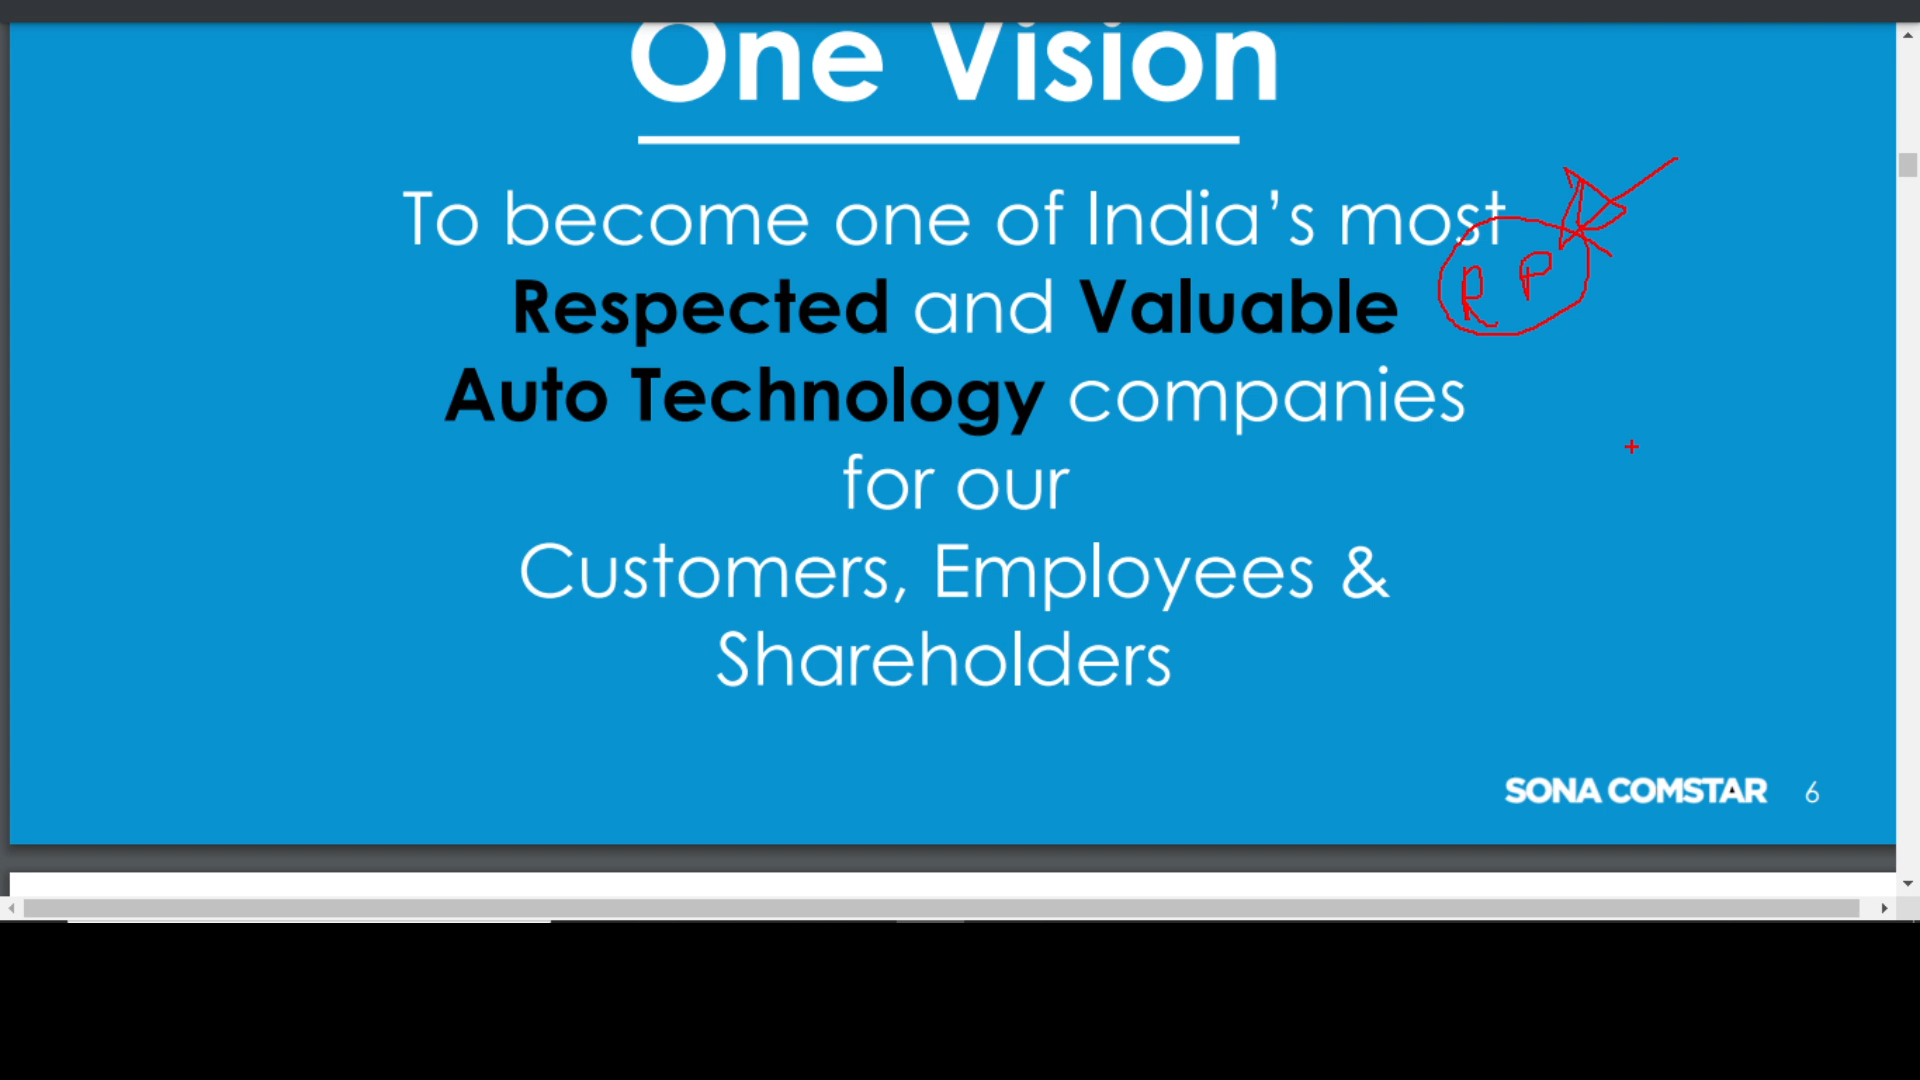 One Vision
To become one of India's most
Respected and Valuable
R P
Auto Technology companies
for our
Customers, Employees &
Shareholders
SONA COMSTAR 6